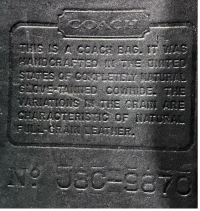 COACH
THIS IS A COACH BAG. IT WAS
HANDCRAFTED IN THE UNITED
STATES OF COMPLETELY NATURAL
GLOVE-TANNED COWHIDE. THE
VARIATIONS IN THE GRAIN ARE
CHARACTERISTIC OF NATURAL
FULL-GRAIN LEATHER.
Nº J8C-9870